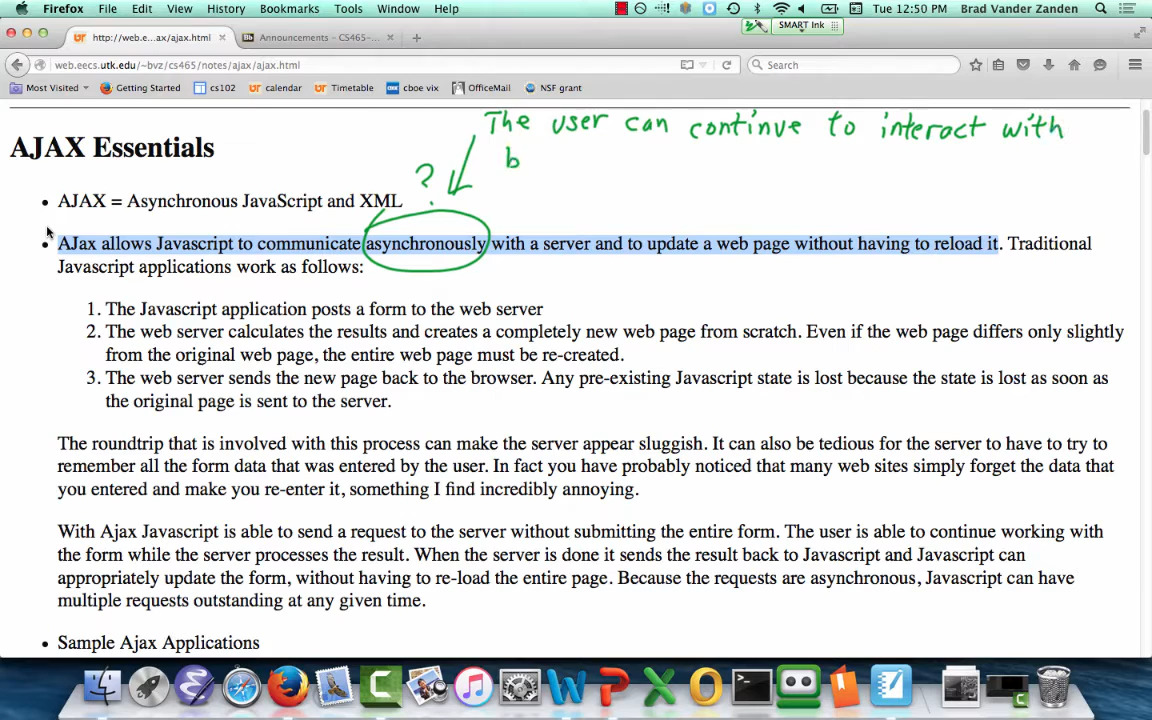 Firefox File Edit View History Bookmarks Tools Window Help Tue 12:50 PM Brad Vander Zanden
http://web.e...ax/ajax.html Announcements – CS465-... SMART Ink
web.eecs.utk.edu/~bvz/cs465/notes/ajax/ajax.html Search
Most Visited Getting Started cs102 calendar Timetable cboe vix OfficeMail NSF grant
The user can continue to interact with
b
AJAX Essentials
?
AJAX = Asynchronous JavaScript and XML
AJax allows Javascript to communicate asynchronously with a server and to update a web page without having to reload it. Traditional
Javascript applications work as follows:
1. The Javascript application posts a form to the web server
2. The web server calculates the results and creates a completely new web page from scratch. Even if the web page differs only slightly
from the original web page, the entire web page must be re-created.
3. The web server sends the new page back to the browser. Any pre-existing Javascript state is lost because the state is lost as soon as
the original page is sent to the server.
The roundtrip that is involved with this process can make the server appear sluggish. It can also be tedious for the server to have to try to
remember all the form data that was entered by the user. In fact you have probably noticed that many web sites simply forget the data that
you entered and make you re-enter it, something I find incredibly annoying.
With Ajax Javascript is able to send a request to the server without submitting the entire form. The user is able to continue working with
the form while the server processes the result. When the server is done it sends the result back to Javascript and Javascript can
appropriately update the form, without having to re-load the entire page. Because the requests are asynchronous, Javascript can have
multiple requests outstanding at any given time.
Sample Ajax Applications